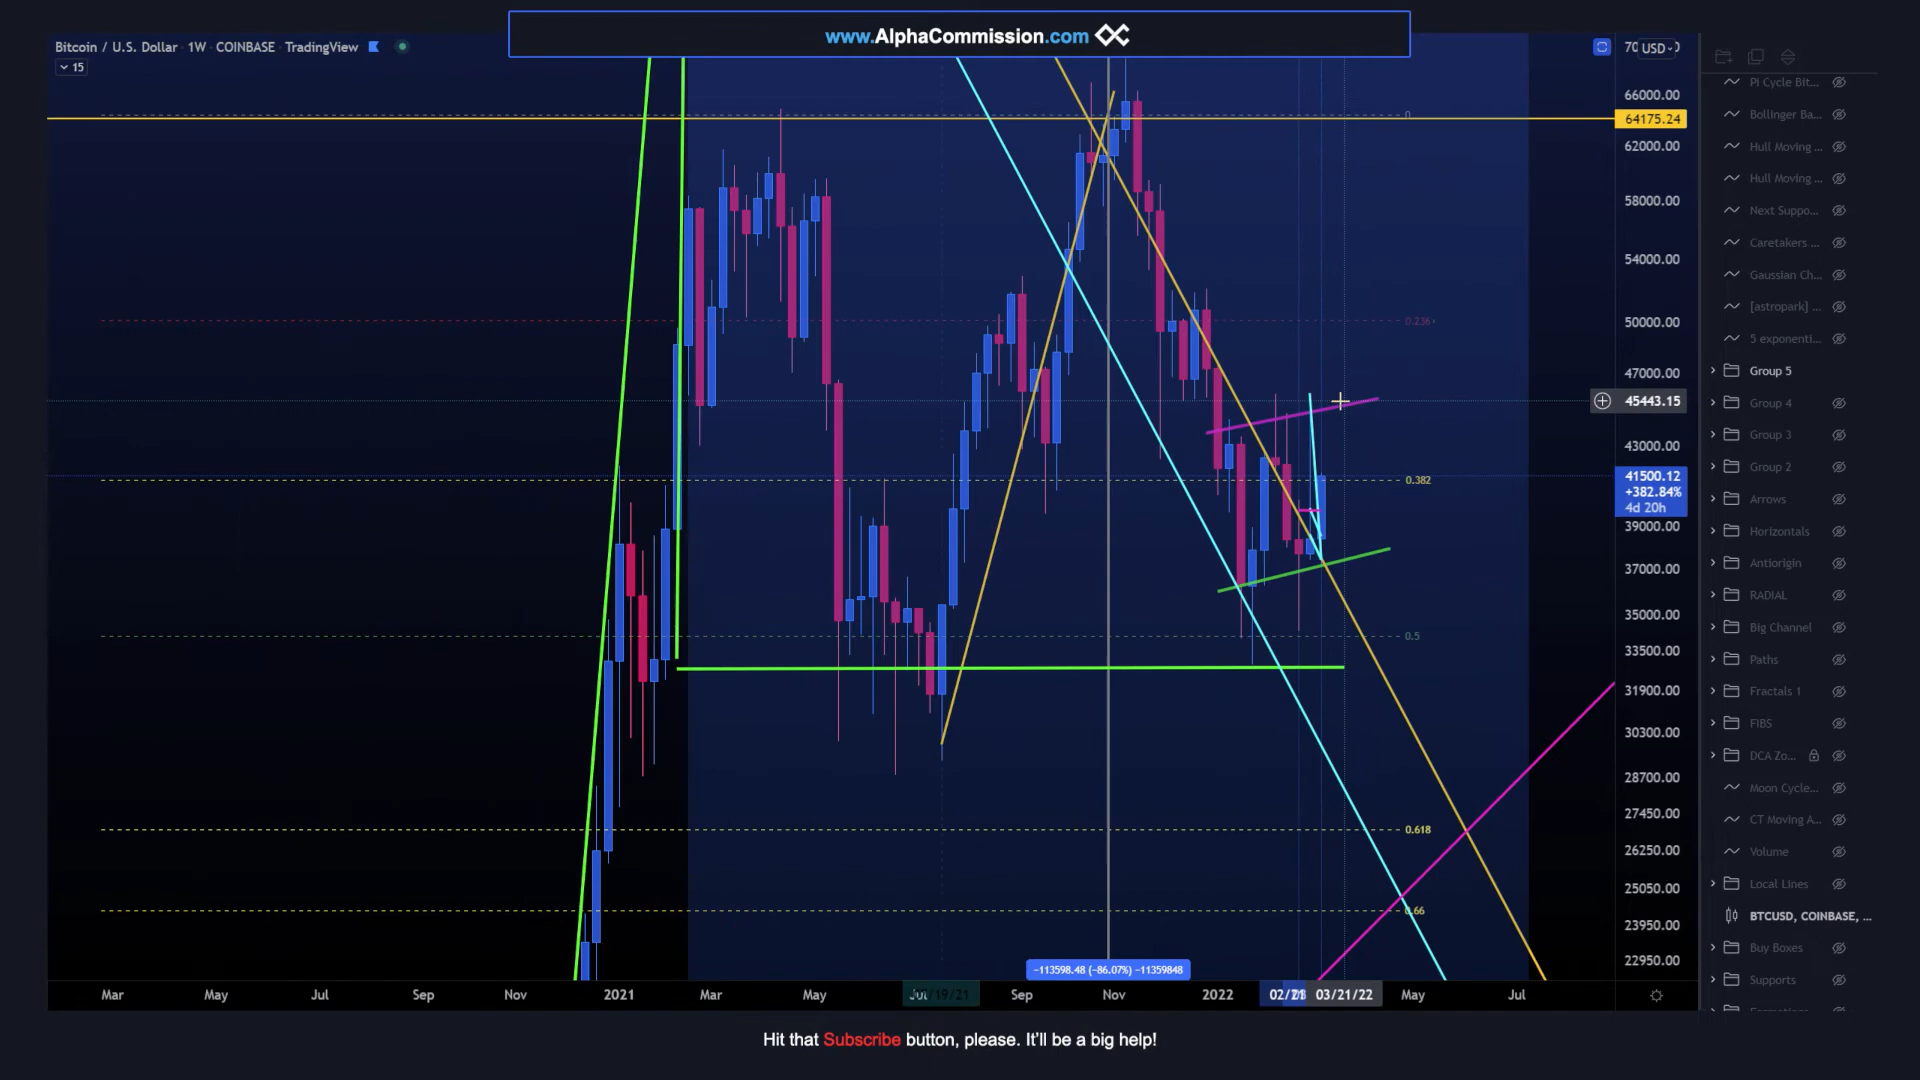 www.AlphaCommission.com
Bitcoin / U.S. Dollar · 1W · COINBASE · TradingView
15
USD
66000.00
64175.24
62000.00
58000.00
54000.00
50000.00
47000.00
45443.15
43000.00
41500.12
+382.84%
4d 20h
39000.00
37000.00
35000.00
33500.00
31900.00
30300.00
28700.00
27450.00
26250.00
25050.00
23950.00
22950.00
0
0.236
0.382
0.5
0.618
0.66
−113598.48 (−86.07%) −11359848
Mar May Jul Sep Nov 2021 Mar May Jul Sep Nov 2022 03/21/22 May Jul
Pi Cycle Bit...
Bollinger Ba...
Hull Moving ...
Hull Moving ...
Next Suppo...
Caretakers ...
Gaussian Ch...
[astropark] ...
5 exponenti...
Group 5
Group 4
Group 3
Group 2
Arrows
Horizontals
Antiorigin
RADIAL
Big Channel
Paths
Fractals 1
FIBS
DCA Zo...
Moon Cycle...
CT Moving A...
Volume
Local Lines
BTCUSD, COINBASE, ...
Buy Boxes
Supports
Hit that Subscribe button, please. It'll be a big help!